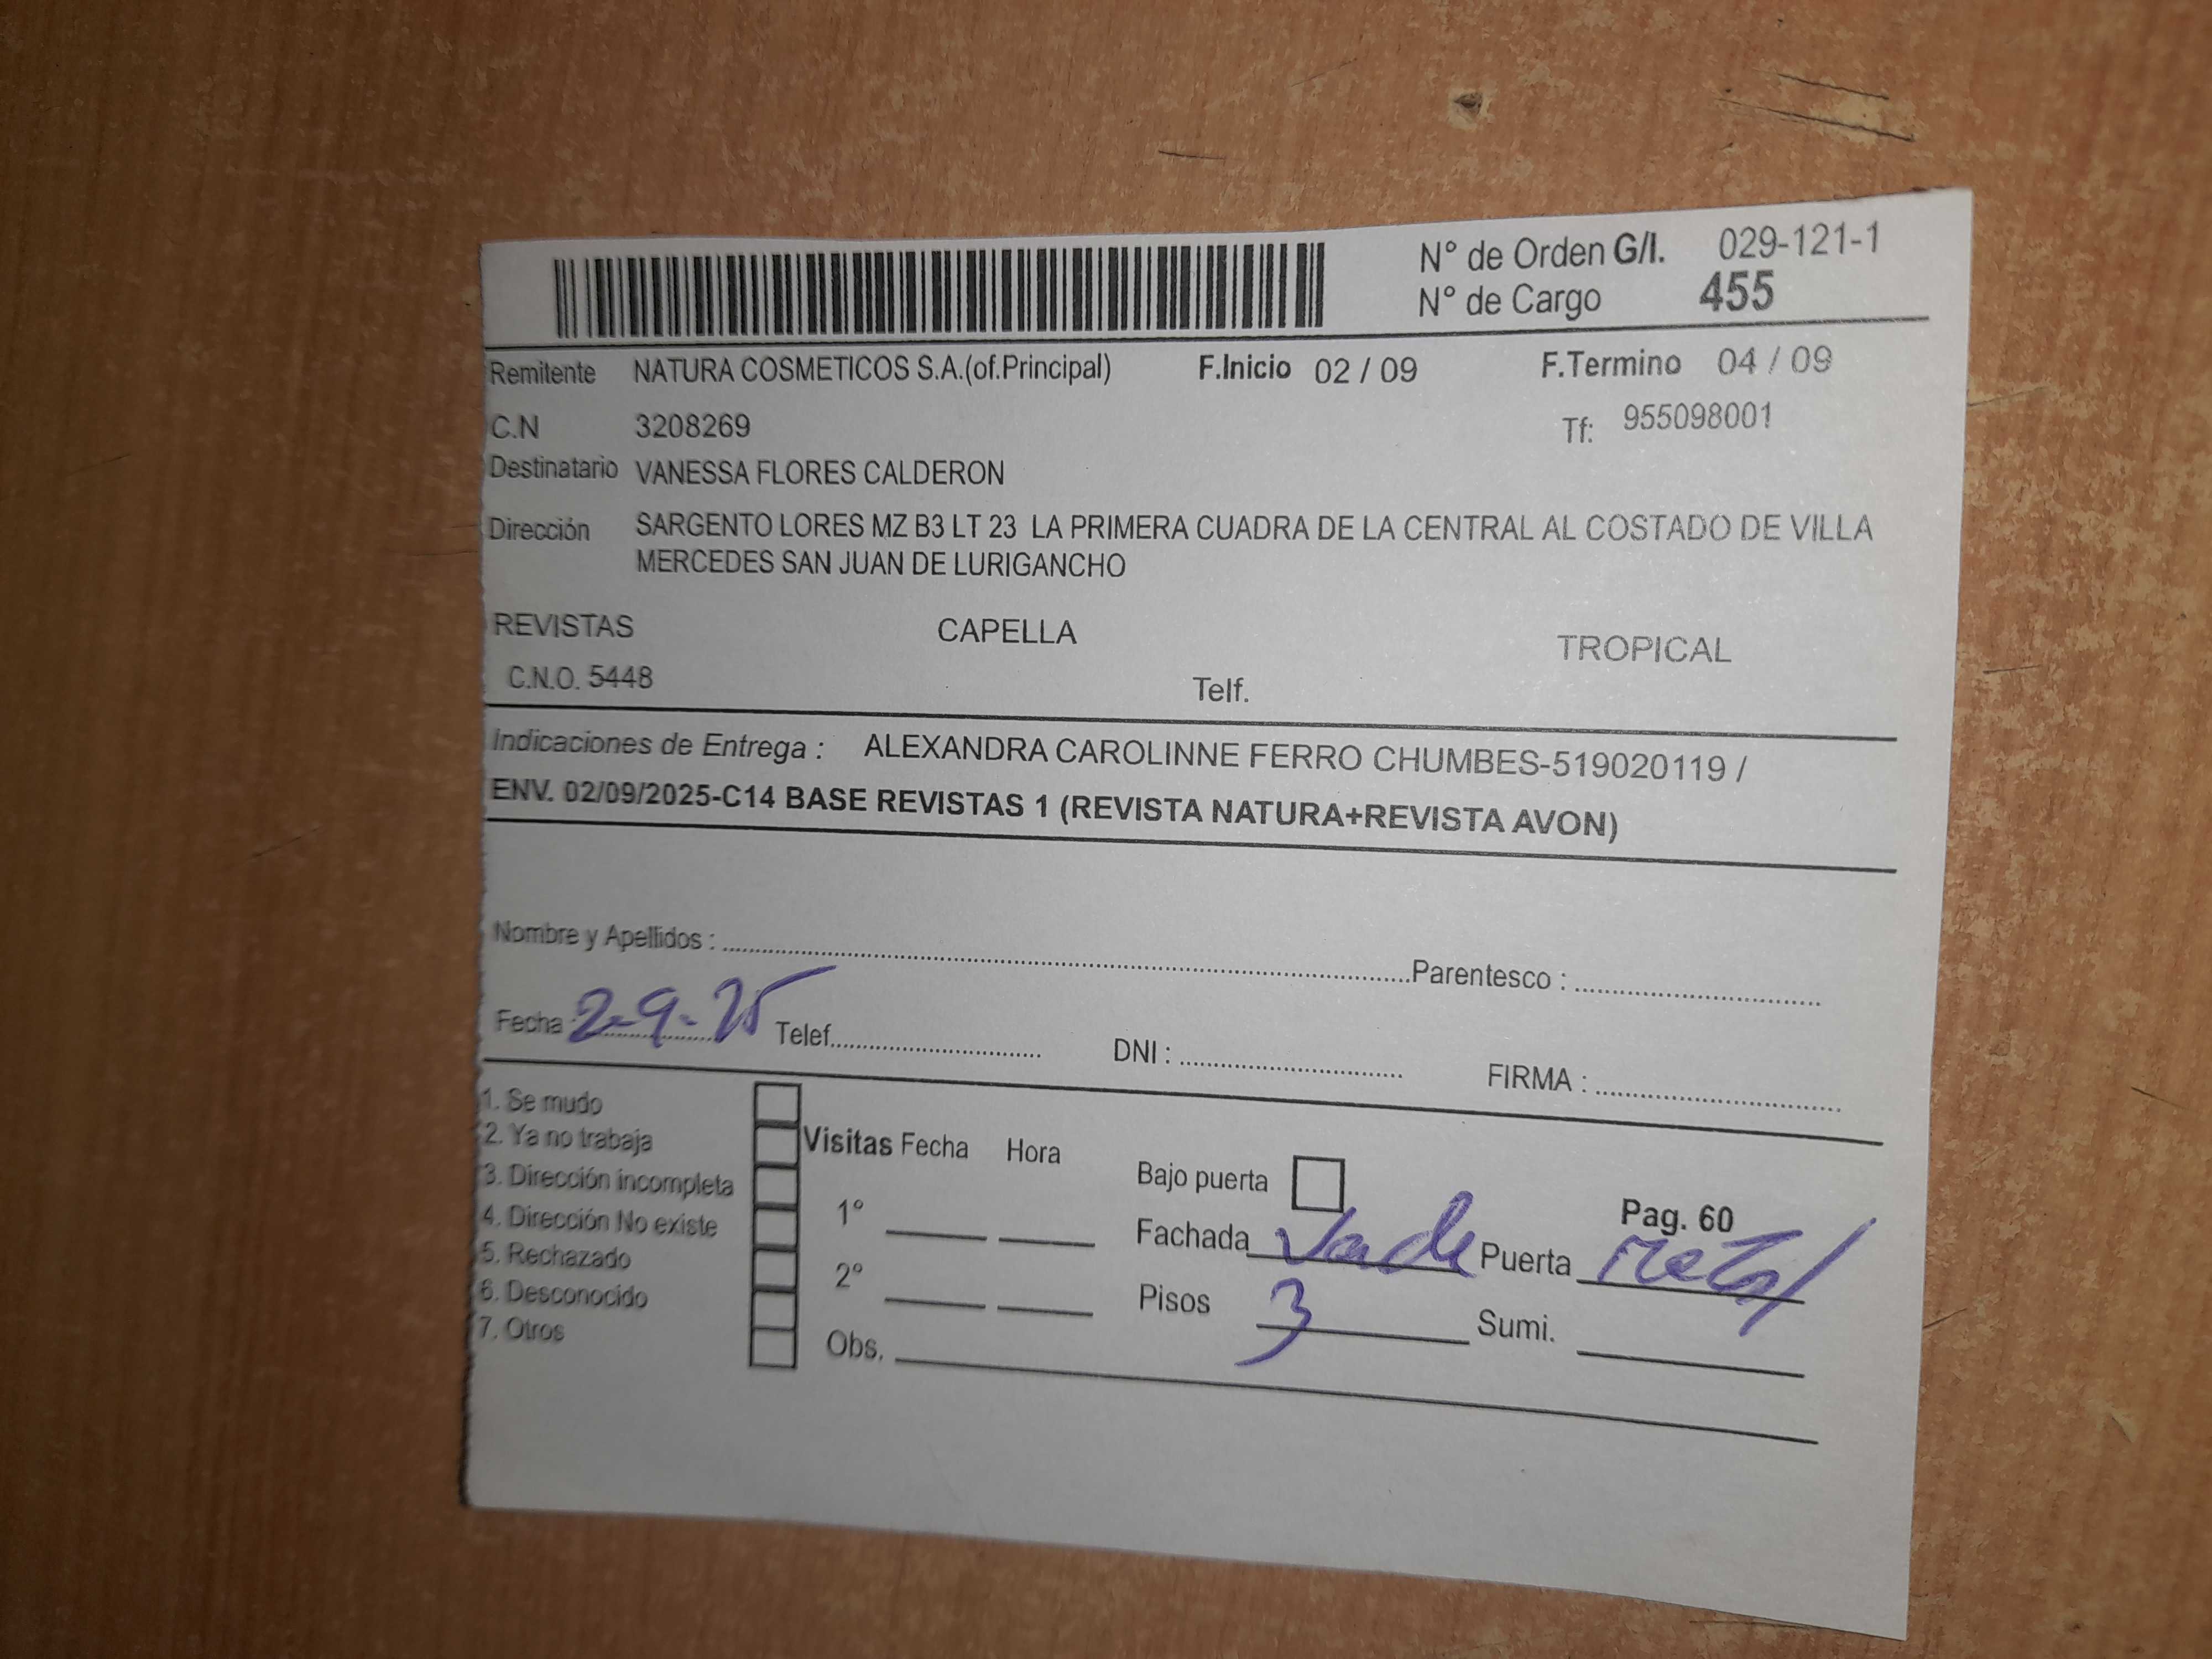 N° de Orden G/I. 029-121-1
N° de Cargo 455
Remitente NATURA COSMETICOS S.A.(of.Principal) F.Inicio 02 / 09 F.Termino 04 / 09
C.N 3208269 Tf: 955098001
Destinatario VANESSA FLORES CALDERON
Dirección SARGENTO LORES MZ B3 LT 23 LA PRIMERA CUADRA DE LA CENTRAL AL COSTADO DE VILLA
MERCEDES SAN JUAN DE LURIGANCHO
REVISTAS CAPELLA TROPICAL
C.N.O. 5448 Telf.
Indicaciones de Entrega : ALEXANDRA CAROLINNE FERRO CHUMBES-519020119 /
ENV. 02/09/2025-C14 BASE REVISTAS 1 (REVISTA NATURA+REVISTA AVON)
Nombre y Apellidos : Parentesco :
Fecha : 2-9-25 Telef. DNI : FIRMA :
1. Se mudo
2. Ya no trabaja
3. Dirección incompleta
4. Dirección No existe
5. Rechazado
6. Desconocido
7. Otros
Visitas Fecha Hora
1°
2°
Obs.
Bajo puerta Pag. 60
Fachada Verde Puerta Metal
Pisos 3 Sumi.